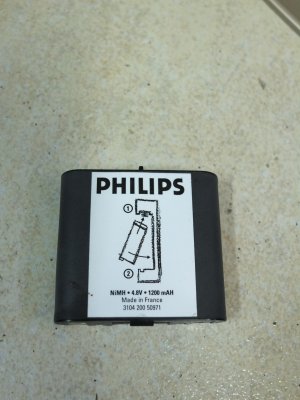 PHILIPS
1
2
NiMH • 4.8V • 1200 mAH
Made in France
3104 200 50971